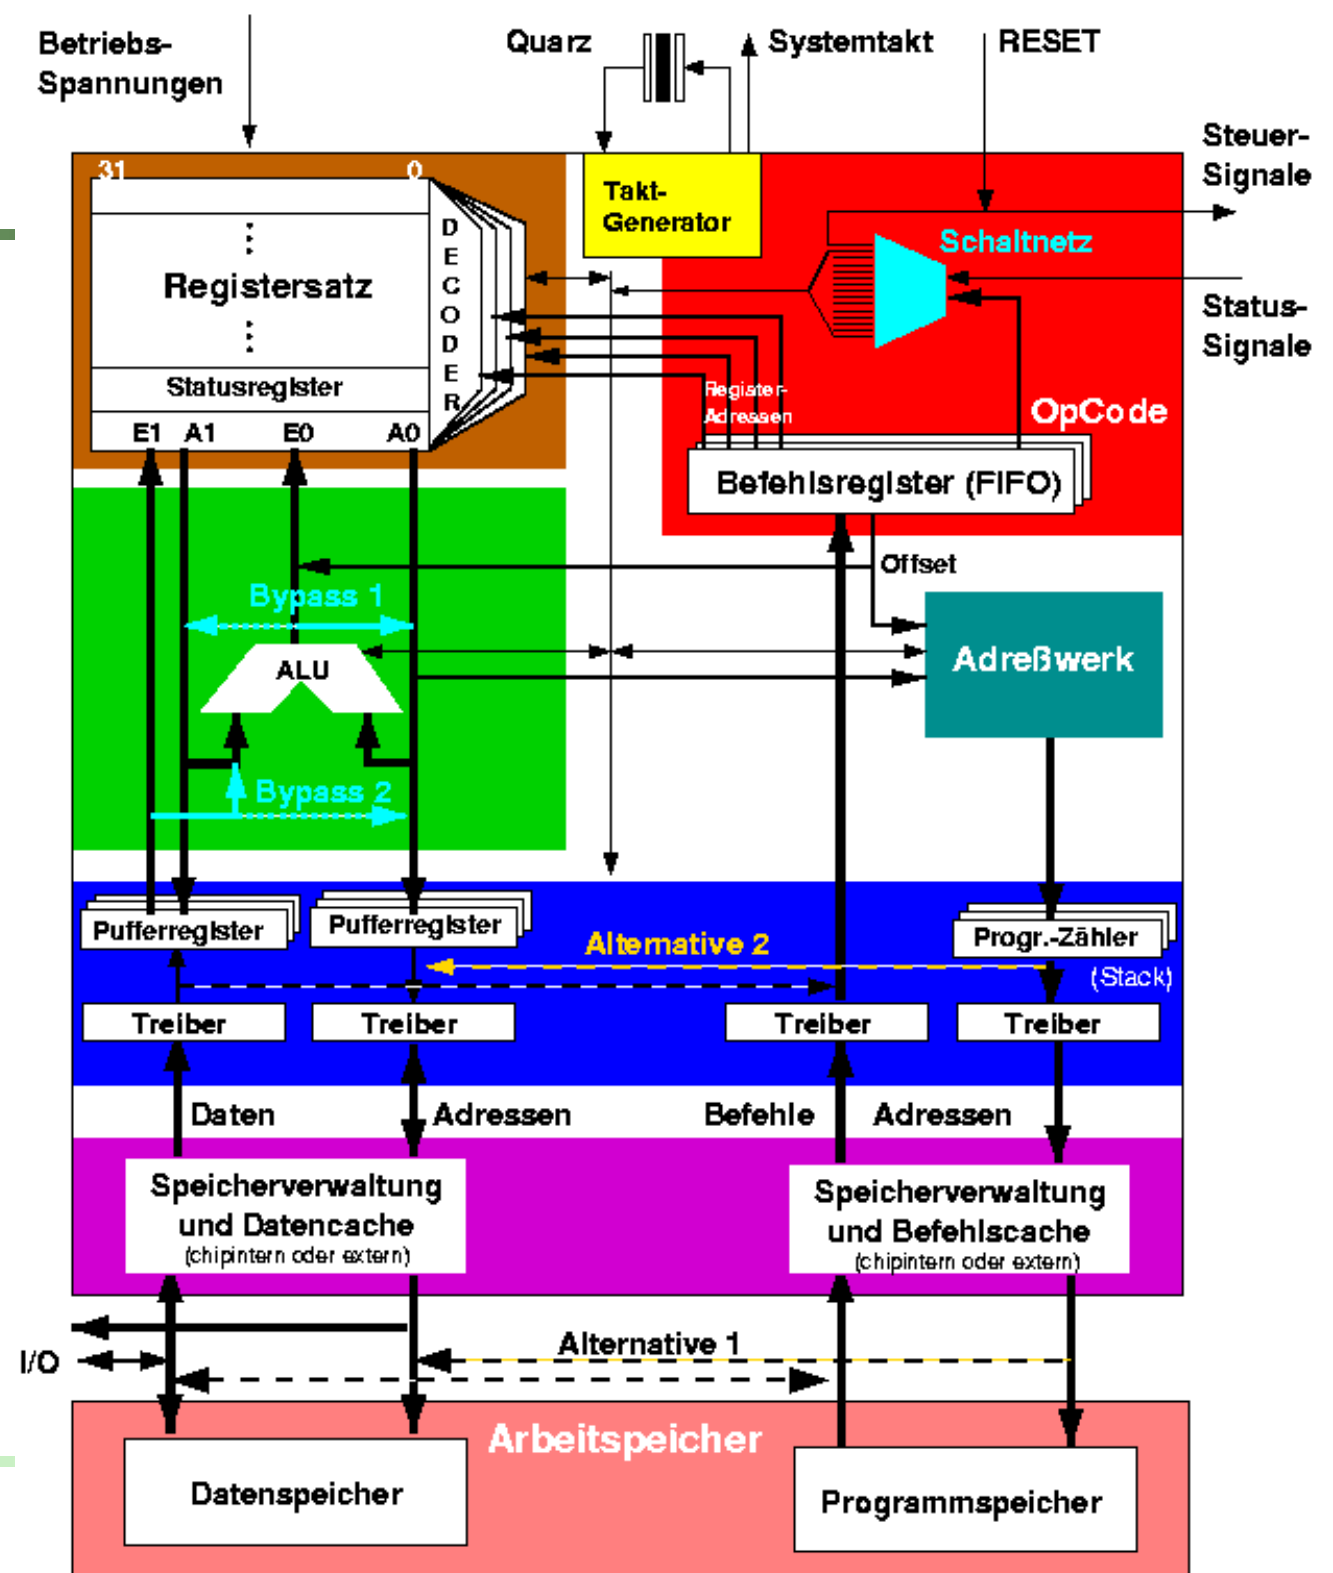 Betriebs-
Spannungen
Quarz
Systemtakt
RESET
Steuer-
Signale
31
0
Takt-
Generator
Schaltnetz
DECODER
Registersatz
Status-
Signale
Statusregister
Register-
Adressen
OpCode
E1 A1 E0 A0
Befehlsregister (FIFO)
Offset
Bypass 1
ALU
Adreßwerk
Bypass 2
Pufferregister
Pufferregister
Alternative 2
Progr.-Zähler
(Stack)
Treiber
Treiber
Treiber
Treiber
Daten
Adressen
Befehle
Adressen
Speicherverwaltung
und Datencache
(chipintern oder extern)
Speicherverwaltung
und Befehlscache
(chipintern oder extern)
I/O
Alternative 1
Arbeitspeicher
Datenspeicher
Programmspeicher